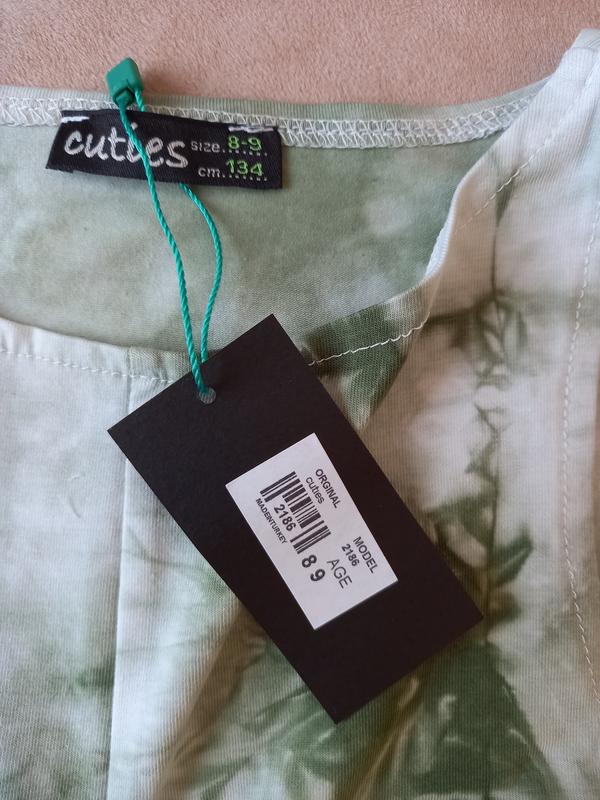 cuties size 8-9
cm. 134
ORGINAL
cuties
2186
MADEINTURKEY
MODEL
2186
AGE
8 9